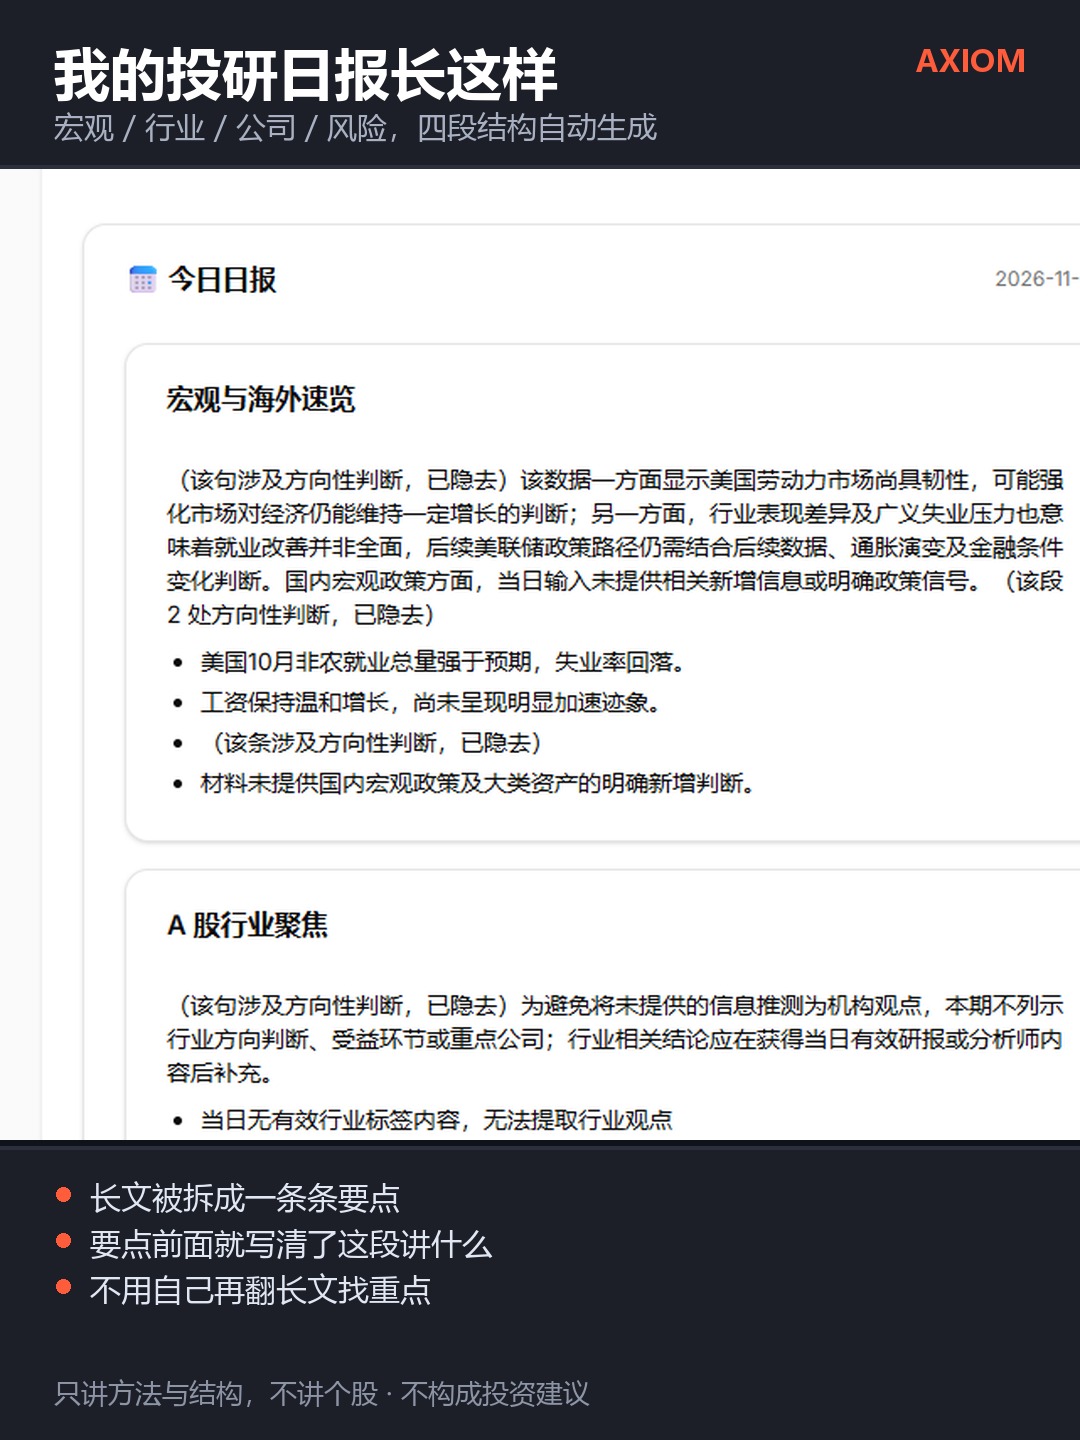 我的投研日报长这样
AXIOM
宏观 / 行业 / 公司 / 风险，四段结构自动生成
今日日报
2026-11-
宏观与海外速览
（该句涉及方向性判断，已隐去）该数据一方面显示美国劳动力市场尚具韧性，可能强
化市场对经济仍能维持一定增长的判断；另一方面，行业表现差异及广义失业压力也意
味着就业改善并非全面，后续美联储政策路径仍需结合后续数据、通胀演变及金融条件
变化判断。国内宏观政策方面，当日输入未提供相关新增信息或明确政策信号。（该段
2 处方向性判断，已隐去）
• 美国10月非农就业总量强于预期，失业率回落。
• 工资保持温和增长，尚未呈现明显加速迹象。
• （该条涉及方向性判断，已隐去）
• 材料未提供国内宏观政策及大类资产的明确新增判断。
A 股行业聚焦
（该句涉及方向性判断，已隐去）为避免将未提供的信息推测为机构观点，本期不列示
行业方向判断、受益环节或重点公司；行业相关结论应在获得当日有效研报或分析师内
容后补充。
• 当日无有效行业标签内容，无法提取行业观点
长文被拆成一条条要点
要点前面就写清了这段讲什么
不用自己再翻长文找重点
只讲方法与结构，不讲个股 · 不构成投资建议